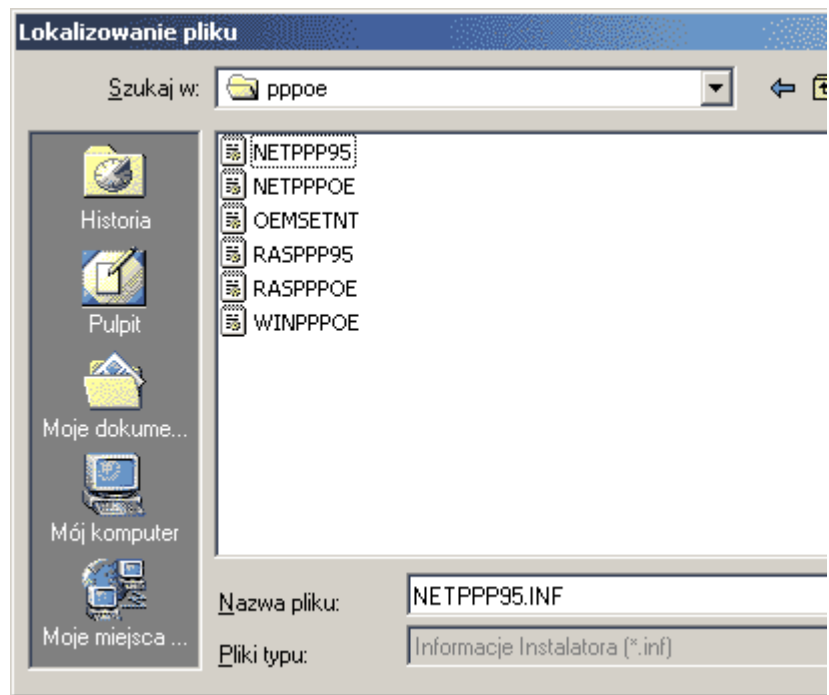 Lokalizowanie pliku
Szukaj w:
pppoe
Historia
Pulpit
Moje dokume...
Mój komputer
Moje miejsca ...
NETPPP95
NETPPPOE
OEMSETNT
RASPPP95
RASPPPOE
WINPPPOE
Nazwa pliku:
NETPPP95.INF
Pliki typu:
Informacje Instalatora (*.inf)